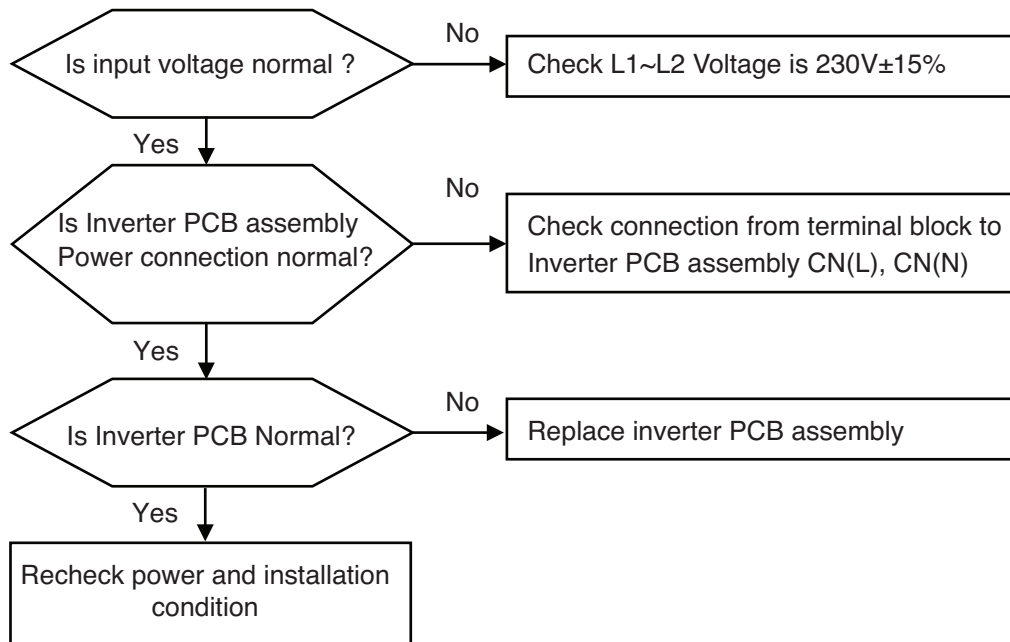 Is input voltage normal ?
No
Check L1~L2 Voltage is 230V±15%
Yes
Is Inverter PCB assembly
Power connection normal?
No
Check connection from terminal block to
Inverter PCB assembly CN(L), CN(N)
Yes
Is Inverter PCB Normal?
No
Replace inverter PCB assembly
Yes
Recheck power and installation
condition